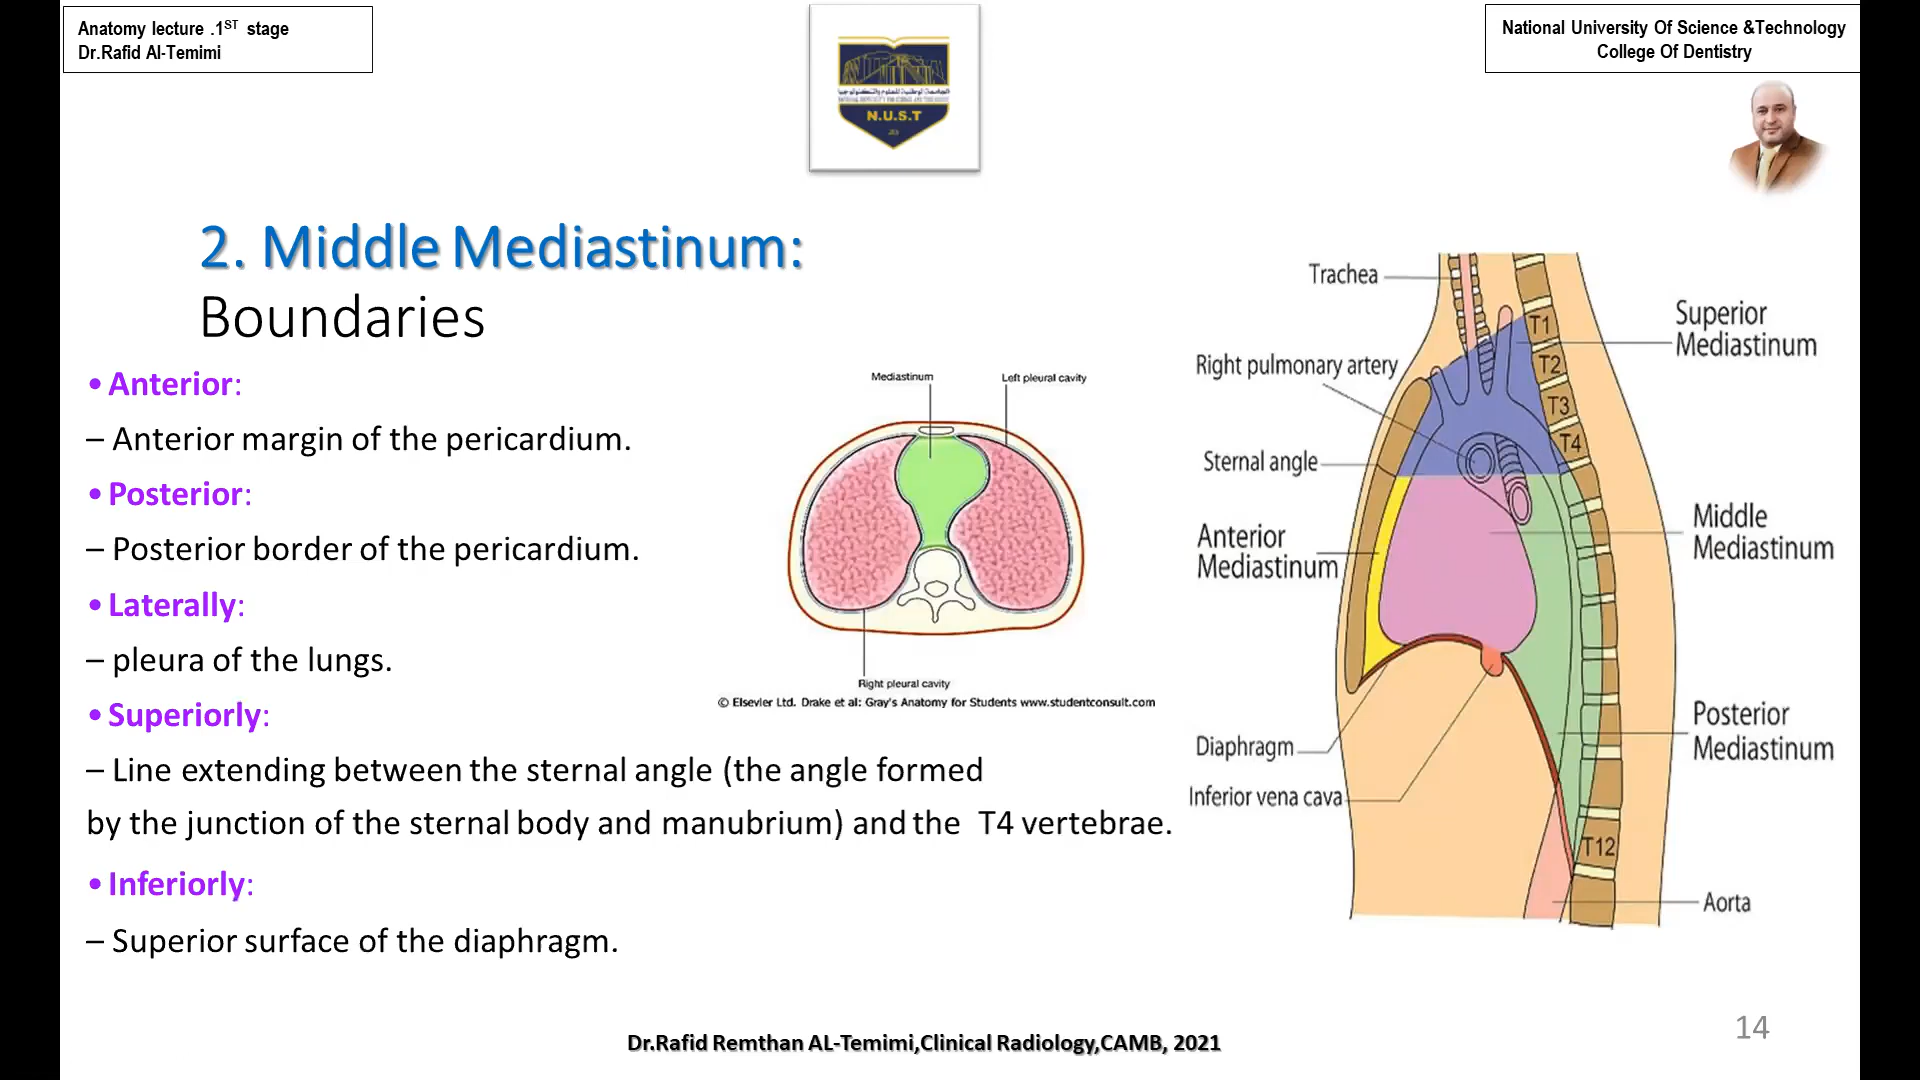 Anatomy lecture .1ST stage
Dr.Rafid Al-Temimi
National University Of Science &Technology
College Of Dentistry
N.U.S.T
2. Middle Mediastinum:
Boundaries
• Anterior:
– Anterior margin of the pericardium.
• Posterior:
– Posterior border of the pericardium.
• Laterally:
– pleura of the lungs.
• Superiorly:
– Line extending between the sternal angle (the angle formed
by the junction of the sternal body and manubrium) and the T4 vertebrae.
• Inferiorly:
– Superior surface of the diaphragm.
Mediastinum
Left pleural cavity
Right pleural cavity
© Elsevier Ltd. Drake et al: Gray's Anatomy for Students www.studentconsult.com
Trachea
Superior
Mediastinum
Right pulmonary artery
Sternal angle
Anterior
Mediastinum
Middle
Mediastinum
Posterior
Mediastinum
Diaphragm
Inferior vena cava
Aorta
T1
T2
T3
T4
T12
Dr.Rafid Remthan AL-Temimi,Clinical Radiology,CAMB, 2021
14